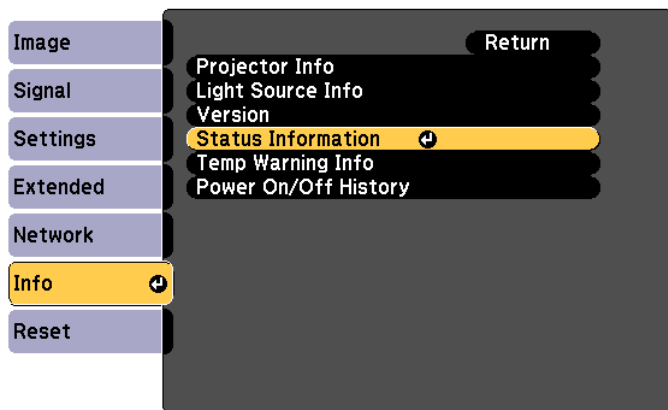 Image
Signal
Settings
Extended
Network
Info
Reset
Return
Projector Info
Light Source Info
Version
Status Information
Temp Warning Info
Power On/Off History